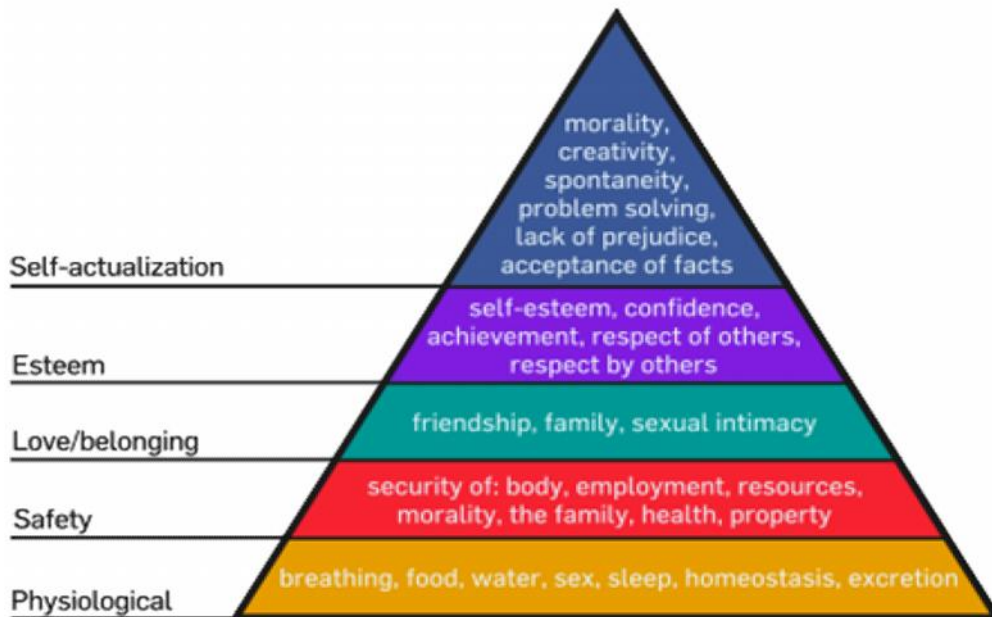 morality,
creativity,
spontaneity,
problem solving,
lack of prejudice,
acceptance of facts
Self-actualization
self-esteem, confidence,
achievement, respect of others,
respect by others
Esteem
friendship, family, sexual intimacy
Love/belonging
security of: body, employment, resources,
morality, the family, health, property
Safety
breathing, food, water, sex, sleep, homeostasis, excretion
Physiological